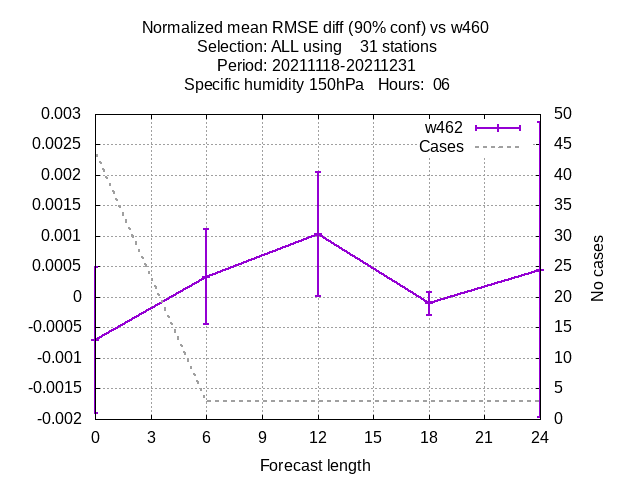 Normalized mean RMSE diff (90% conf) vs w460
Selection: ALL using    31 stations
Period: 20211118-20211231
Specific humidity 150hPa   Hours:  06
0.003
0.0025
0.002
0.0015
0.001
0.0005
0
-0.0005
-0.001
-0.0015
-0.002
w462
Cases
50
45
40
35
30
25
20
15
10
5
0
No cases
0 3 6 9 12 15 18 21 24
Forecast length